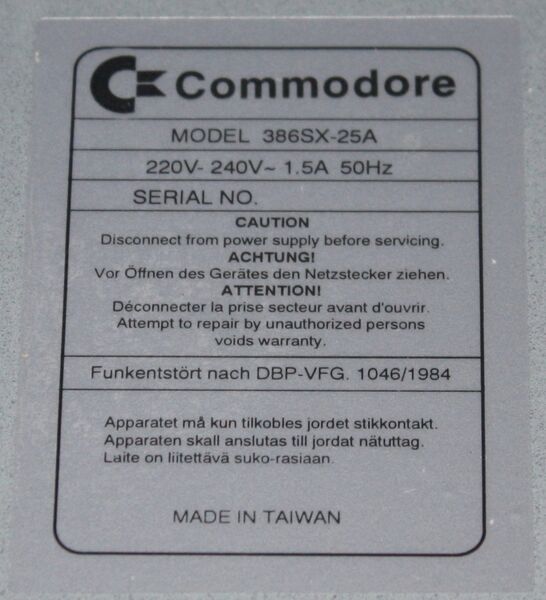 Commodore
MODEL 386SX-25A
220V- 240V~ 1.5A 50Hz
SERIAL NO.
CAUTION
Disconnect from power supply before servicing.
ACHTUNG!
Vor Öffnen des Gerätes den Netzstecker ziehen.
ATTENTION!
Déconnecter la prise secteur avant d'ouvrir.
Attempt to repair by unauthorized persons
voids warranty.
Funkentstört nach DBP-VFG. 1046/1984
Apparatet må kun tilkobles jordet stikkontakt.
Apparaten skall anslutas till jordat nätuttag.
Laite on liitettävä suko-rasiaan.
MADE IN TAIWAN